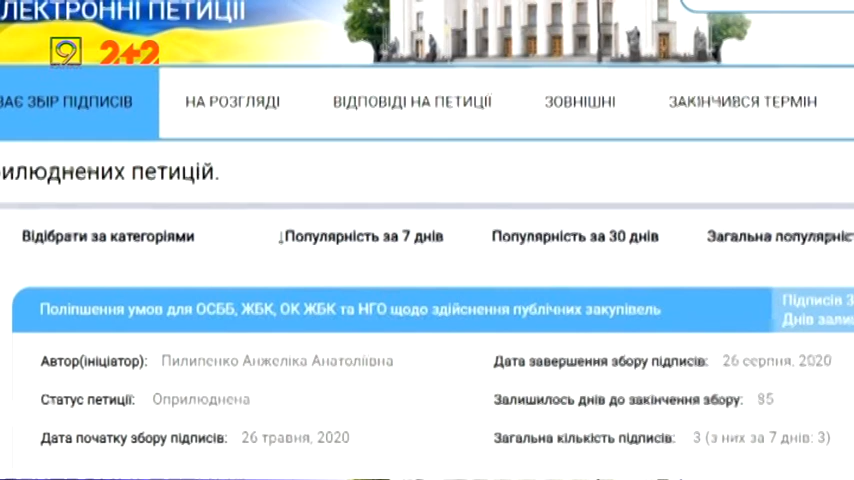 ЛЕКТРОННІ ПЕТИЦІЇ
9 2+2
ВАЄ ЗБІР ПІДПИСІВ
НА РОЗГЛЯДІ
ВІДПОВІДІ НА ПЕТИЦІЇ
ЗОВНІШНІ
ЗАКІНЧИВСЯ ТЕРМІН
илюднених петицій.
Відібрати за категоріями
↓Популярність за 7 днів
Популярність за 30 днів
Загальна популярніс
Поліпшення умов для ОСББ, ЖБК, ОК ЖБК та НГО щодо здійснення публічних закупівель
Підписів 3
Днів зали
Автор(ініціатор): Пилипенко Анжеліка Анатоліївна
Дата завершення збору підписів: 26 серпня, 2020
Статус петиції: Оприлюднена
Залишилось днів до закінчення збору: 85
Дата початку збору підписів: 26 травня, 2020
Загальна кількість підписів: 3 (з них за 7 днів: 3)